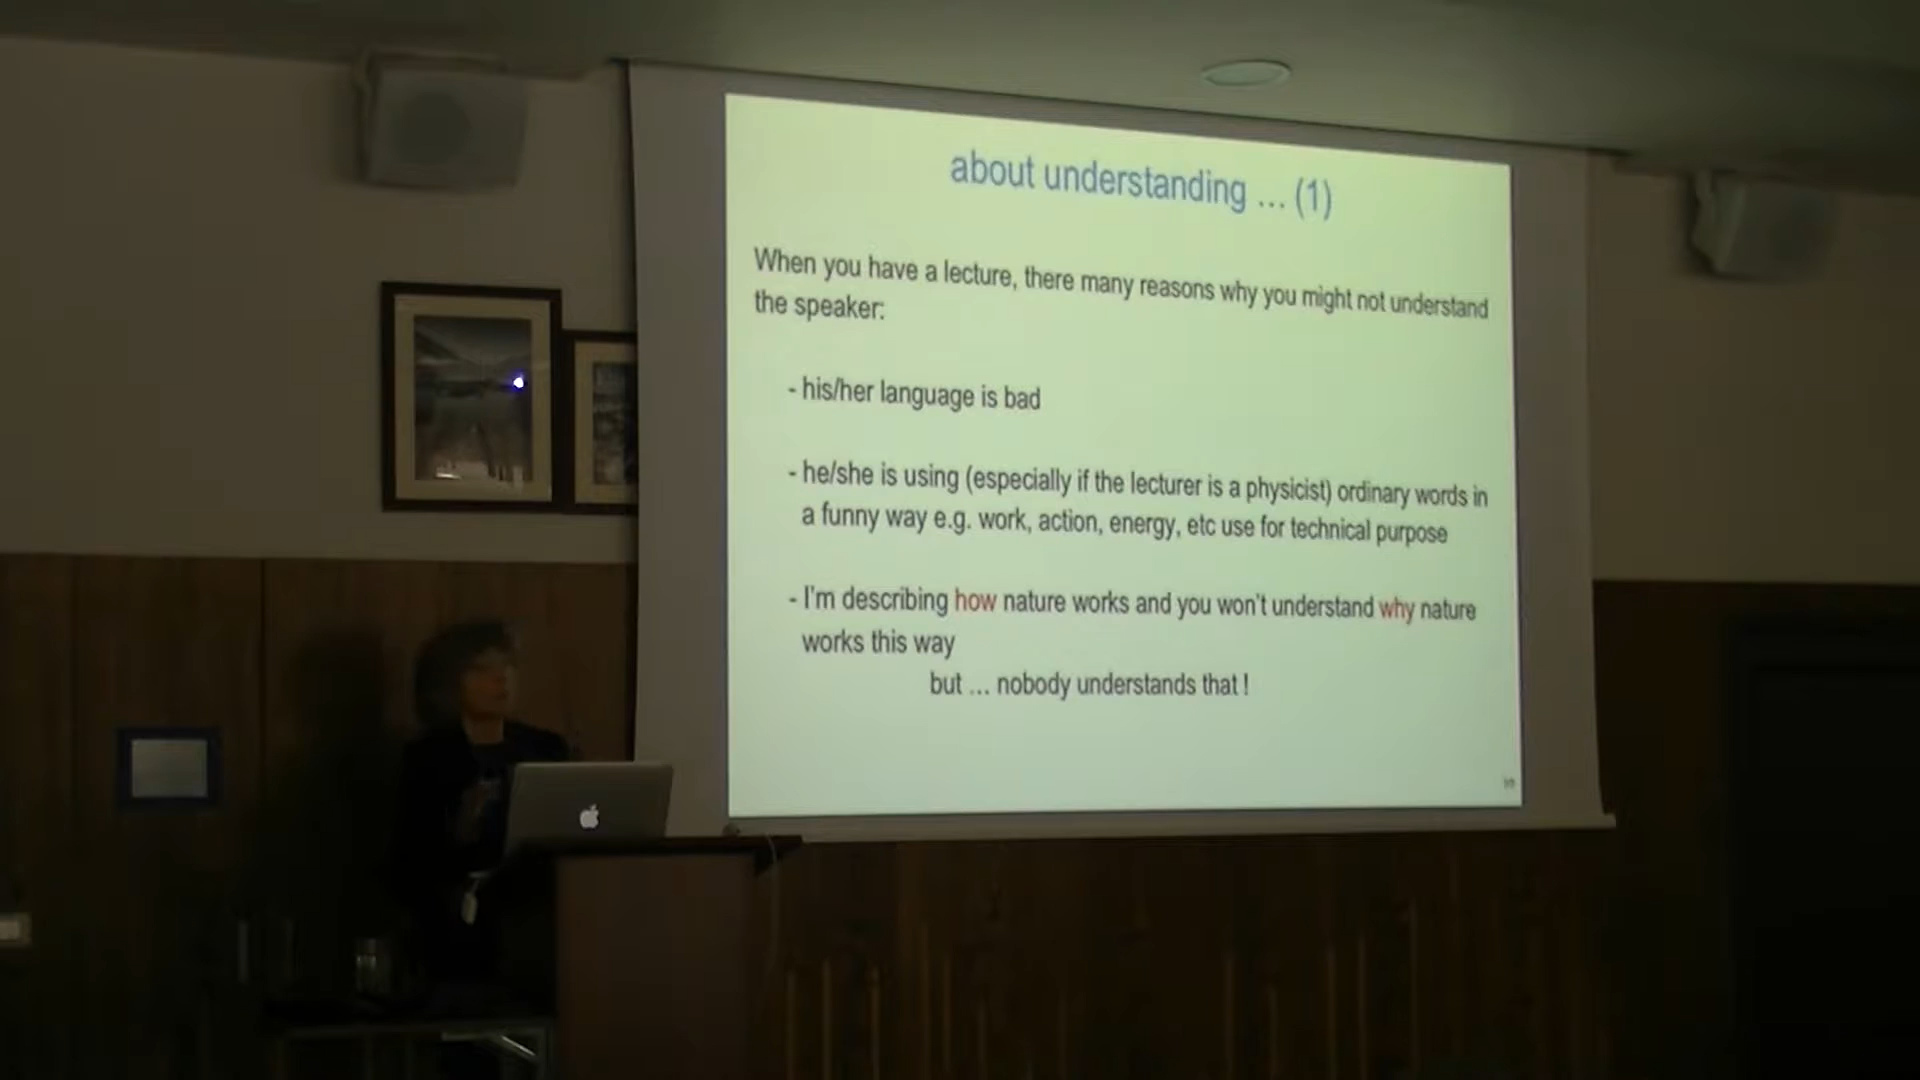 about understanding ... (1)
When you have a lecture, there many reasons why you might not understand
the speaker:
- his/her language is bad
- he/she is using (especially if the lecturer is a physicist) ordinary words in
a funny way e.g. work, action, energy, etc use for technical purpose
- I'm describing how nature works and you won't understand why nature
works this way
but ... nobody understands that !